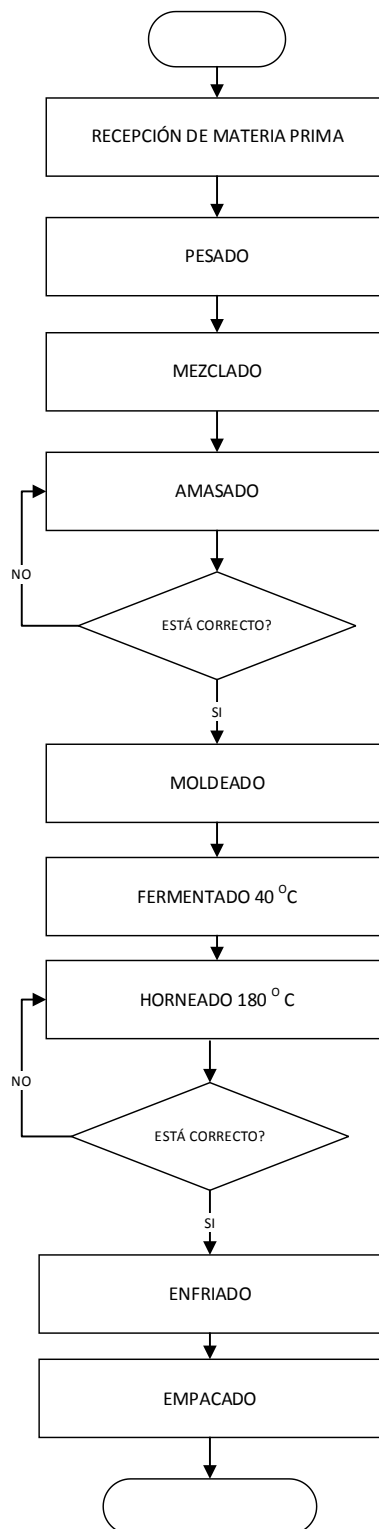 RECEPCIÓN DE MATERIA PRIMA
PESADO
MEZCLADO
AMASADO
NO
ESTÁ CORRECTO?
SI
MOLDEADO
FERMENTADO 40 °C
HORNEADO 180 ° C
NO
ESTÁ CORRECTO?
SI
ENFRIADO
EMPACADO